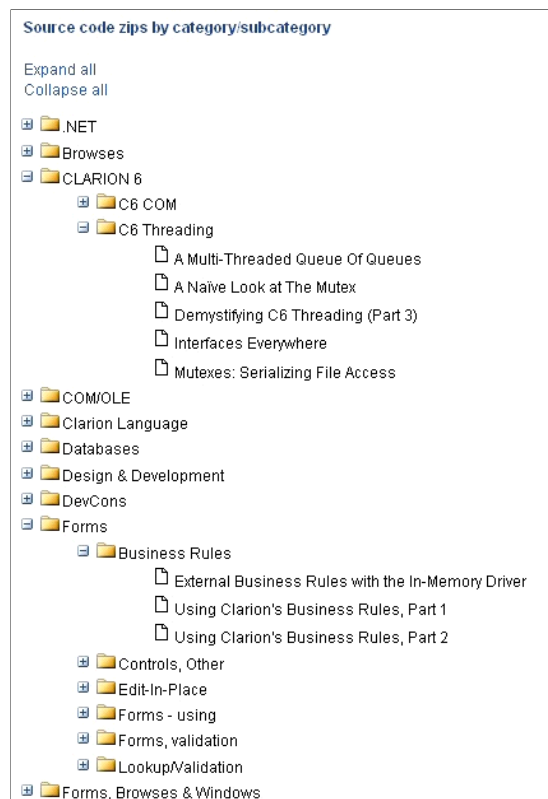 Source code zips by category/subcategory
Expand all
Collapse all
.NET
Browses
CLARION 6
C6 COM
C6 Threading
A Multi-Threaded Queue Of Queues
A Naïve Look at The Mutex
Demystifying C6 Threading (Part 3)
Interfaces Everywhere
Mutexes: Serializing File Access
COM/OLE
Clarion Language
Databases
Design & Development
DevCons
Forms
Business Rules
External Business Rules with the In-Memory Driver
Using Clarion's Business Rules, Part 1
Using Clarion's Business Rules, Part 2
Controls, Other
Edit-In-Place
Forms - using
Forms, validation
Lookup/Validation
Forms, Browses & Windows